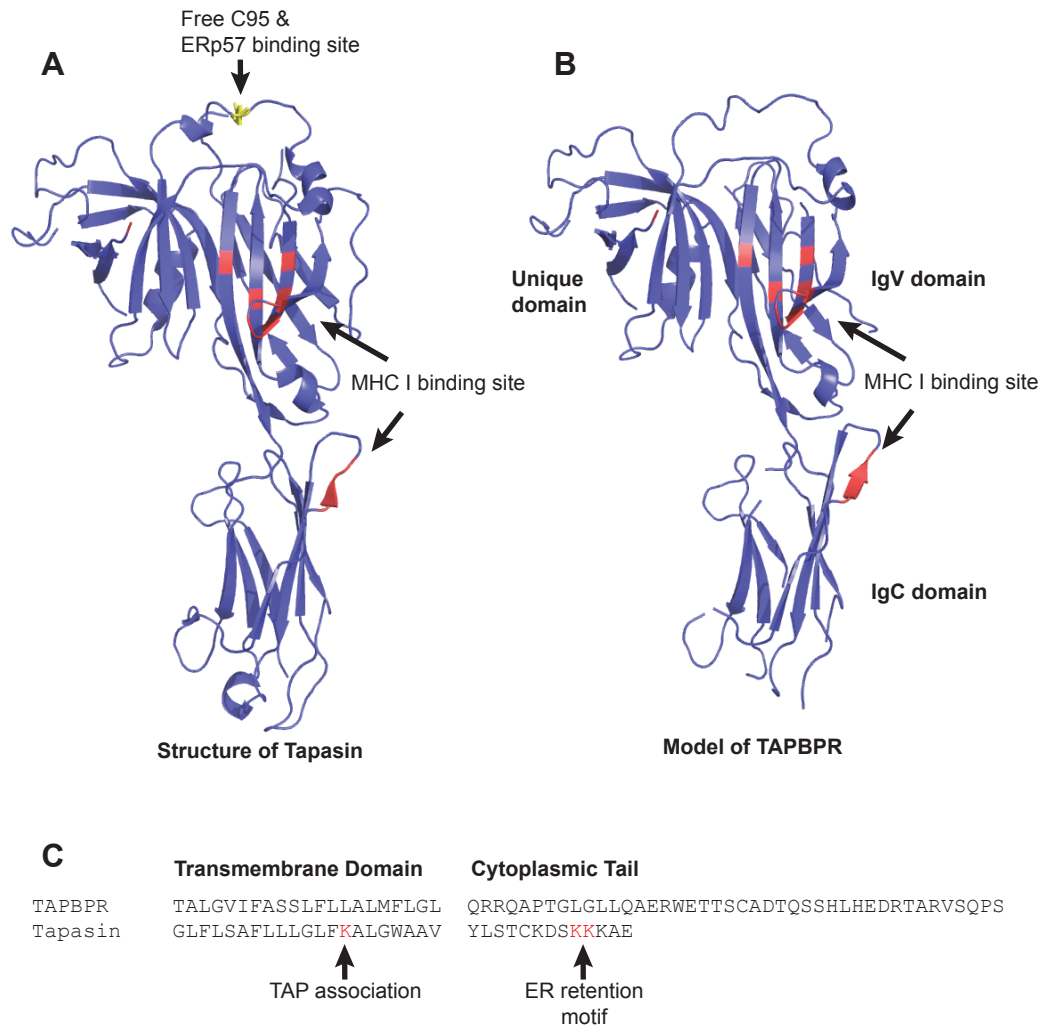 Free C95 &
ERp57 binding site
A
B
Unique
domain
IgV domain
MHC I binding site
MHC I binding site
IgC domain
Structure of Tapasin
Model of TAPBPR
C
Transmembrane Domain Cytoplasmic Tail
TAPBPR TALGVIFASSLFLLALMFLGL QRRQAPTGLGLLQAERWETTSCADTQSSHLHEDRTARVSQPS
Tapasin GLFLSAFLLLGLFKALGWAAV YLSTCKDSKKKAE
TAP association
ER retention
motif